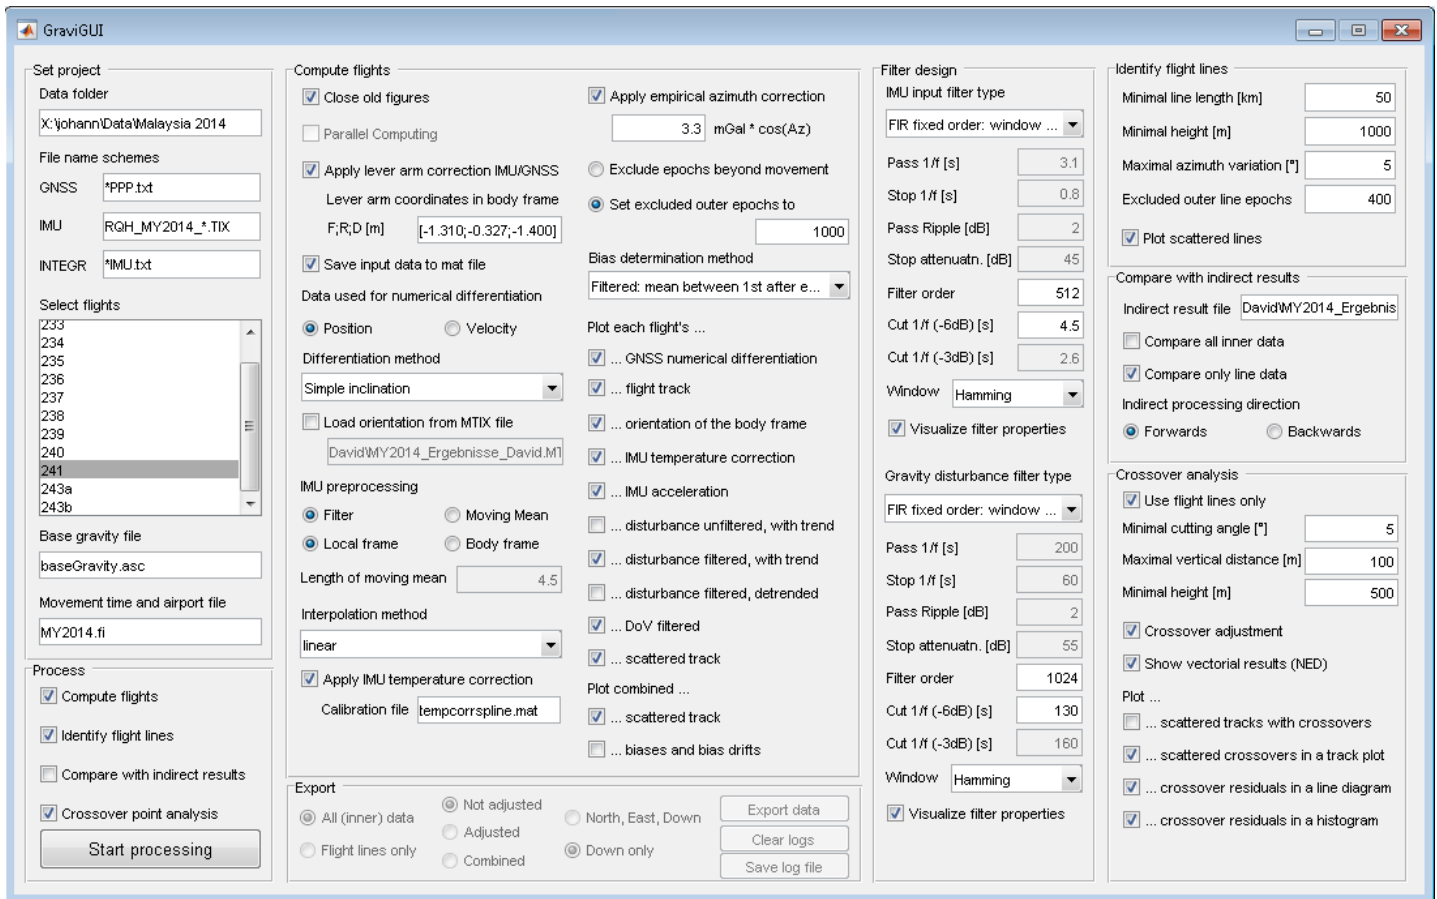 GraviGUI
Set project
Data folder
X:\johann\Data\Malaysia 2014
File name schemes
GNSS *PPP.txt
IMU RQH_MY2014_*.TIX
INTEGR *IMU.txt
Select flights
233
234
235
236
237
238
239
240
241
243a
243b
Base gravity file
baseGravity.asc
Movement time and airport file
MY2014.fi
Process
Compute flights
Identify flight lines
Compare with indirect results
Crossover point analysis
Start processing
Compute flights
Close old figures
Parallel Computing
Apply lever arm correction IMU/GNSS
Lever arm coordinates in body frame
F;R;D [m] [-1.310;-0.327;-1.400]
Save input data to mat file
Data used for numerical differentiation
Position Velocity
Differentiation method
Simple inclination
Load orientation from MTIX file
David\MY2014_Ergebnisse_David.MT
IMU preprocessing
Filter Moving Mean
Local frame Body frame
Length of moving mean 4.5
Interpolation method
linear
Apply IMU temperature correction
Calibration file tempcorrspline.mat
Apply empirical azimuth correction
3.3 mGal * cos(Az)
Exclude epochs beyond movement
Set excluded outer epochs to
1000
Bias determination method
Filtered: mean between 1st after e...
Plot each flight's ...
... GNSS numerical differentiation
... flight track
... orientation of the body frame
... IMU temperature correction
... IMU acceleration
... disturbance unfiltered, with trend
... disturbance filtered, with trend
... disturbance filtered, detrended
... DoV filtered
... scattered track
Plot combined ...
... scattered track
... biases and bias drifts
Export
All (inner) data
Flight lines only
Not adjusted
Adjusted
Combined
North, East, Down
Down only
Export data
Clear logs
Save log file
Filter design
IMU input filter type
FIR fixed order: window ...
Pass 1/f [s] 3.1
Stop 1/f [s] 0.8
Pass Ripple [dB] 2
Stop attenuatn. [dB] 45
Filter order 512
Cut 1/f (-6dB) [s] 4.5
Cut 1/f (-3dB) [s] 2.6
Window Hamming
Visualize filter properties
Gravity disturbance filter type
FIR fixed order: window ...
Pass 1/f [s] 200
Stop 1/f [s] 60
Pass Ripple [dB] 2
Stop attenuatn. [dB] 55
Filter order 1024
Cut 1/f (-6dB) [s] 130
Cut 1/f (-3dB) [s] 160
Window Hamming
Visualize filter properties
Identify flight lines
Minimal line length [km] 50
Minimal height [m] 1000
Maximal azimuth variation [°] 5
Excluded outer line epochs 400
Plot scattered lines
Compare with indirect results
Indirect result file David\MY2014_Ergebnis
Compare all inner data
Compare only line data
Indirect processing direction
Forwards Backwards
Crossover analysis
Use flight lines only
Minimal cutting angle [°] 5
Maximal vertical distance [m] 100
Minimal height [m] 500
Crossover adjustment
Show vectorial results (NED)
Plot ...
... scattered tracks with crossovers
... scattered crossovers in a track plot
... crossover residuals in a line diagram
... crossover residuals in a histogram